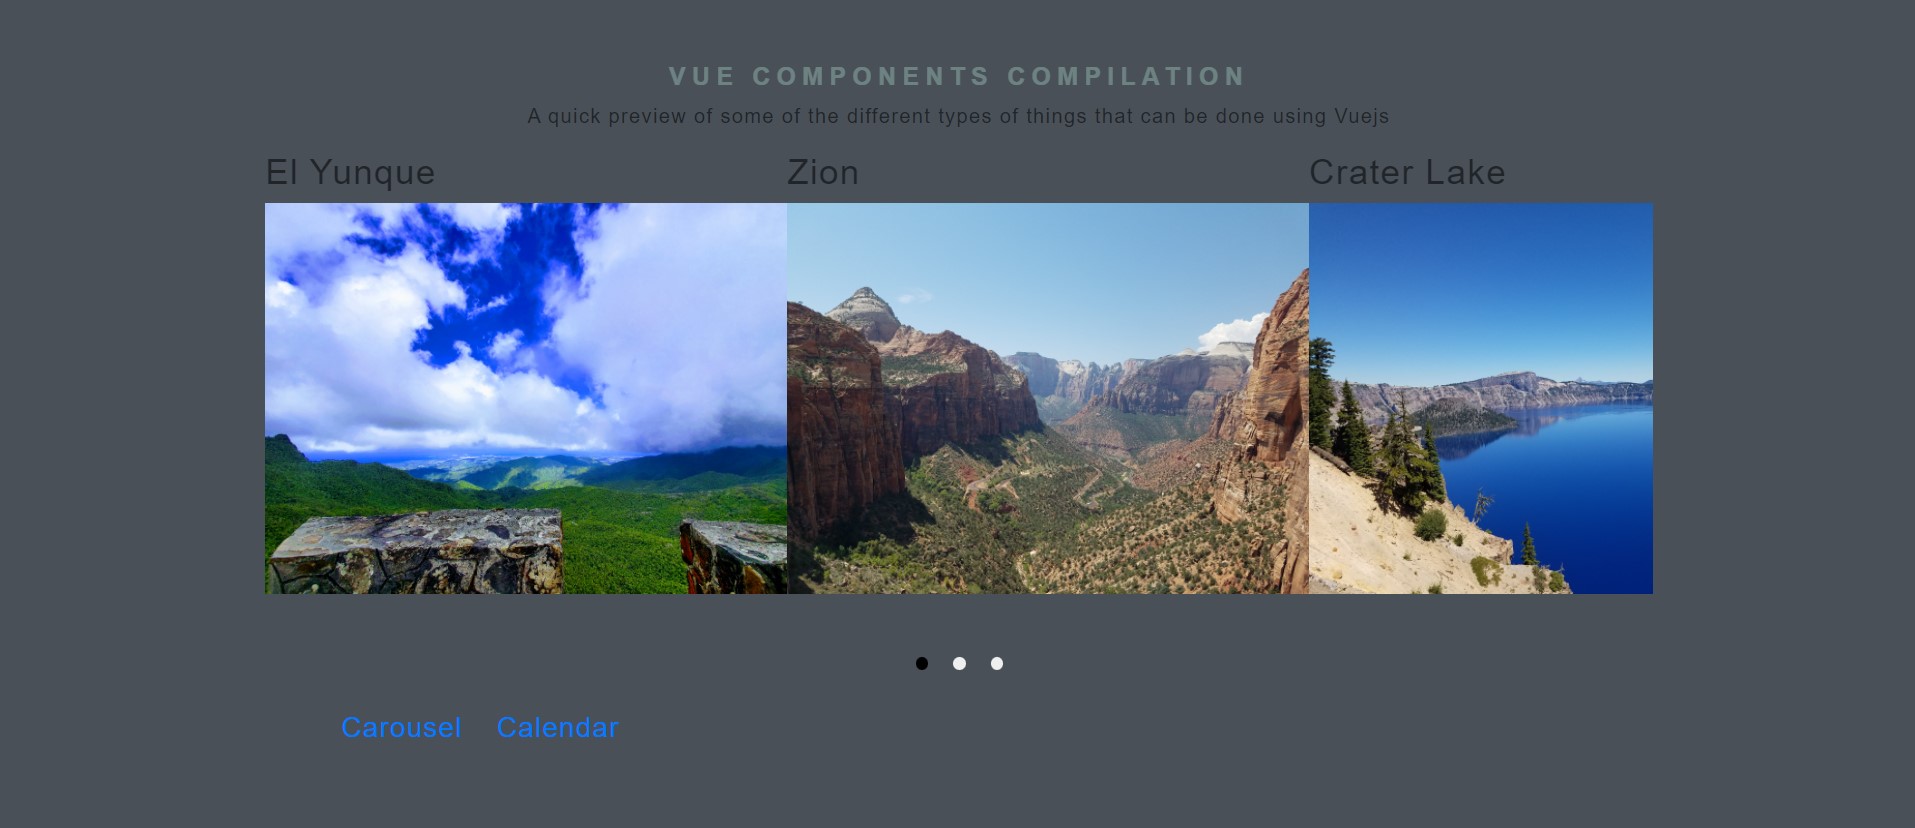 VUE COMPONENTS COMPILATION
A quick preview of some of the different types of things that can be done using Vuejs
El Yunque
Zion
Crater Lake
Carousel
Calendar